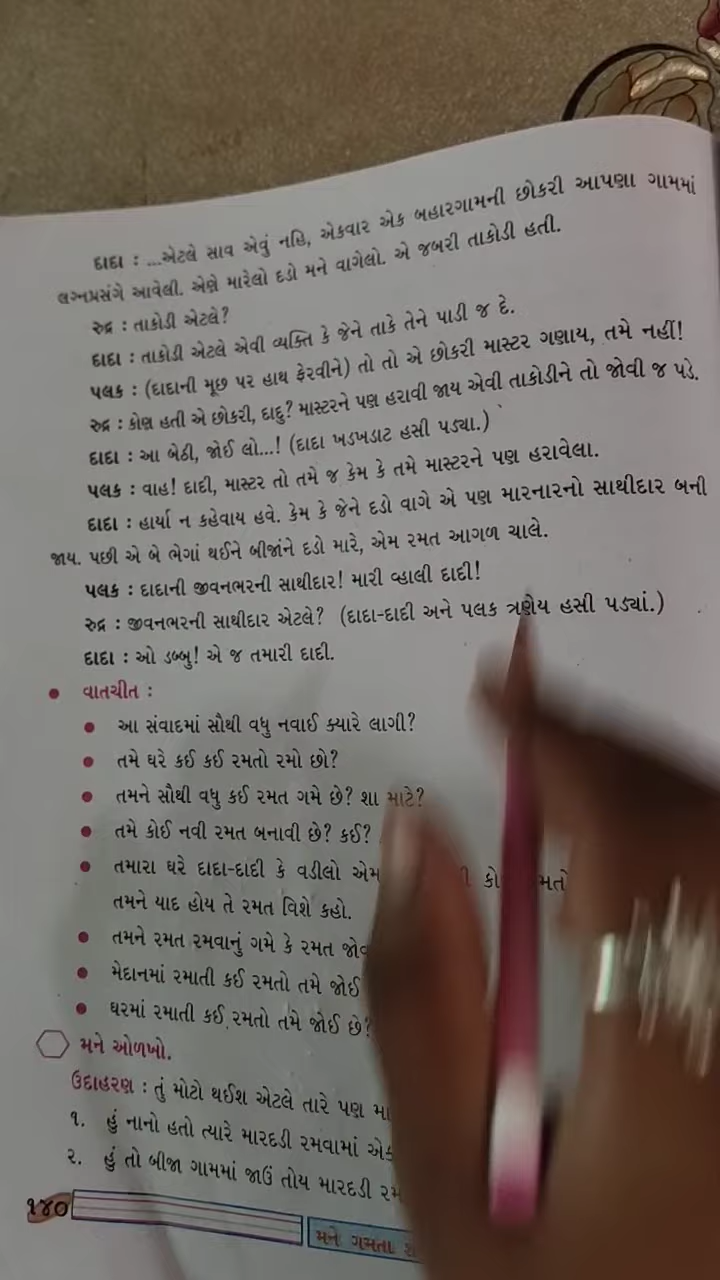 દાદા : ...એટલે સાવ એવું નહિ, એકવાર એક બહારગામની છોકરી આપણા ગામમાં
લગ્નપ્રસંગે આવેલી. એણે મારેલો દડો મને વાગેલો. એ જબરી તાકોડી હતી.
રુદ્ર : તાકોડી એટલે?
દાદા : તાકોડી એટલે એવી વ્યક્તિ કે જેને તાકે તેને પાડી જ દે.
પલક : (દાદાની મૂછ પર હાથ ફેરવીને) તો તો એ છોકરી માસ્ટર ગણાય, તમે નહીં!
રુદ્ર : કોણ હતી એ છોકરી, દાદુ? માસ્ટરને પણ હરાવી જાય એવી તાકોડીને તો જોવી જ પડે.
દાદા : આ બેઠી, જોઈ લો...! (દાદા ખડખડાટ હસી પડ્યા.)
પલક : વાહ! દાદી, માસ્ટર તો તમે જ કેમ કે તમે માસ્ટરને પણ હરાવેલા.
દાદા : હાર્યા ન કહેવાય હવે. કેમ કે જેને દડો વાગે એ પણ મારનારનો સાથીદાર બની
જાય. પછી એ બે ભેગાં થઈને બીજાંને દડો મારે, એમ રમત આગળ ચાલે.
પલક : દાદાની જીવનભરની સાથીદાર! મારી વ્હાલી દાદી!
રુદ્ર : જીવનભરની સાથીદાર એટલે? (દાદા-દાદી અને પલક ત્રણેય હસી પડ્યાં.)
દાદા : ઓ ડબ્બુ! એ જ તમારી દાદી.
• વાતચીત :
• આ સંવાદમાં સૌથી વધુ નવાઈ ક્યારે લાગી?
• તમે ઘરે કઈ કઈ રમતો રમો છો?
• તમને સૌથી વધુ કઈ રમત ગમે છે? શા માટે?
• તમે કોઈ નવી રમત બનાવી છે? કઈ?
• તમારા ઘરે દાદા-દાદી કે વડીલો
તમને યાદ હોય તે રમત વિશે કહો.
• તમને રમત રમવાનું ગમે કે રમત
• મેદાનમાં રમાતી કઈ રમતો તમે જોઈ
• ઘરમાં રમાતી કઈ રમતો તમે જોઈ છે?
મને ઓળખો.
ઉદાહરણ : તું મોટો થઈશ એટલે તારે પણ
૧. હું નાનો હતો ત્યારે મારદડી રમવામાં
૨. હું તો બીજા ગામમાં જાઉં તોય મારદડી
૧૪૦
મને ગમતા